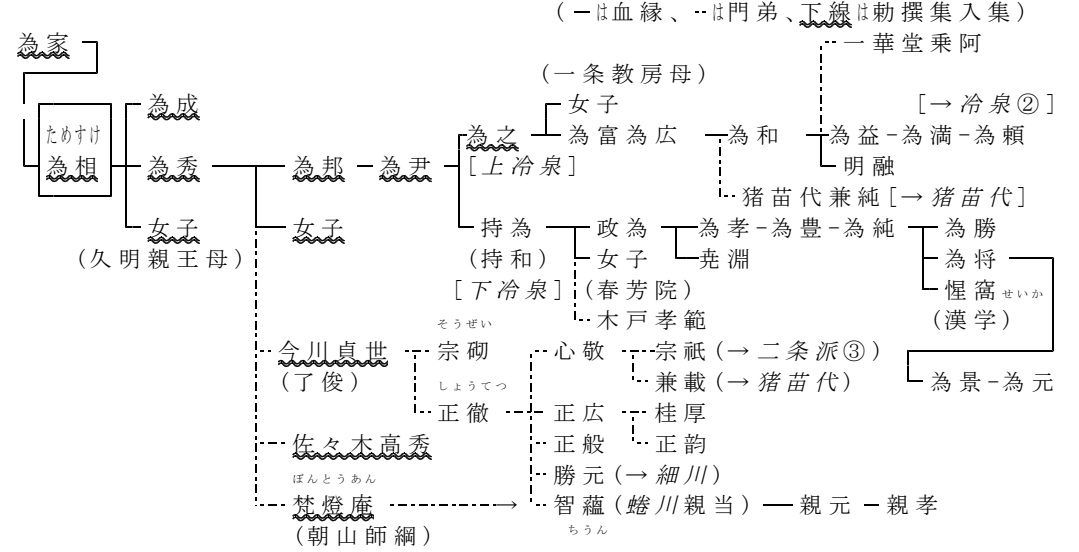 (ーは血縁、--は門弟、下線は勅撰集入集)
為家
一華堂乗阿
(一条教房母)
為成
女子
[→冷泉②]
ためすけ
為相
為秀
為邦
為尹
為之
[上冷泉]
為富為広
為和
為益-為満-為頼
明融
猪苗代兼純[→猪苗代]
女子
(久明親王母)
女子
持為
(持和)
[下冷泉]
政為
女子
(春芳院)
木戸孝範
為孝-為豊-為純
尭淵
為勝
為将
惺窩せいか
(漢学)
為景-為元
今川貞世
(了俊)
そうぜい
宗砌
しょうてつ
正徹
心敬
宗祇(→二条派③)
兼載(→猪苗代)
正広
桂厚
正般
正韵
勝元(→細川)
佐々木高秀
ぼんとうあん
梵燈庵
(朝山師綱)
→
智蘊(蜷川親当)
ちうん
親元
親孝